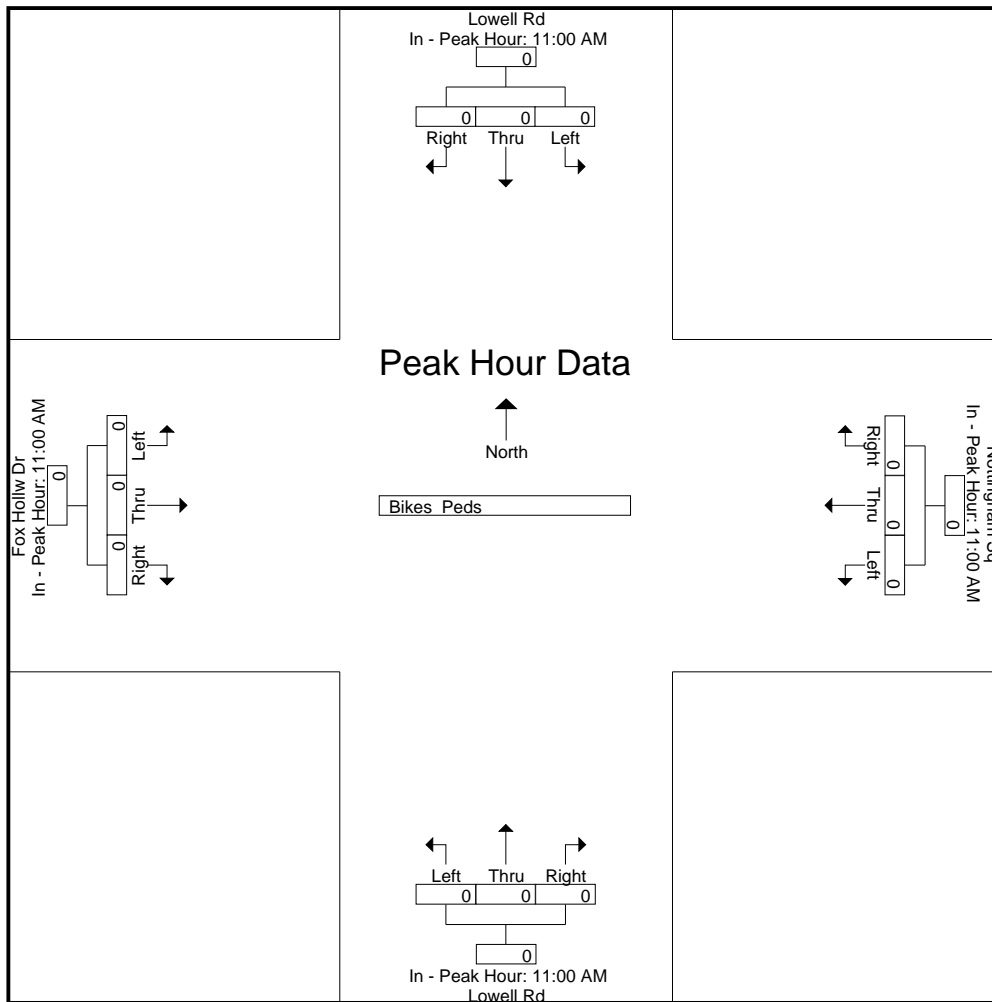 Lowell Rd
In - Peak Hour: 11:00 AM
0
0 0 0
Right Thru Left
Peak Hour Data
North
Bikes Peds
Fox Hollw Dr
In - Peak Hour: 11:00 AM
0
0 0 0
Left Thru Right
Nottingham Sq
In - Peak Hour: 11:00 AM
0
0 0 0
Right Thru Left
Left Thru Right
0 0 0
0
In - Peak Hour: 11:00 AM
Lowell Rd